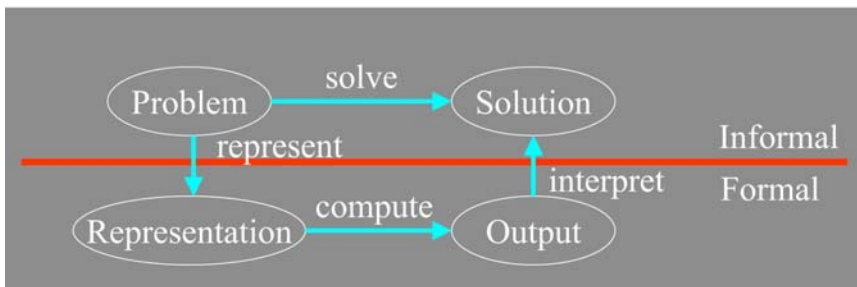 solve
Problem
Solution
represent
Informal
interpret
Formal
compute
Representation
Output